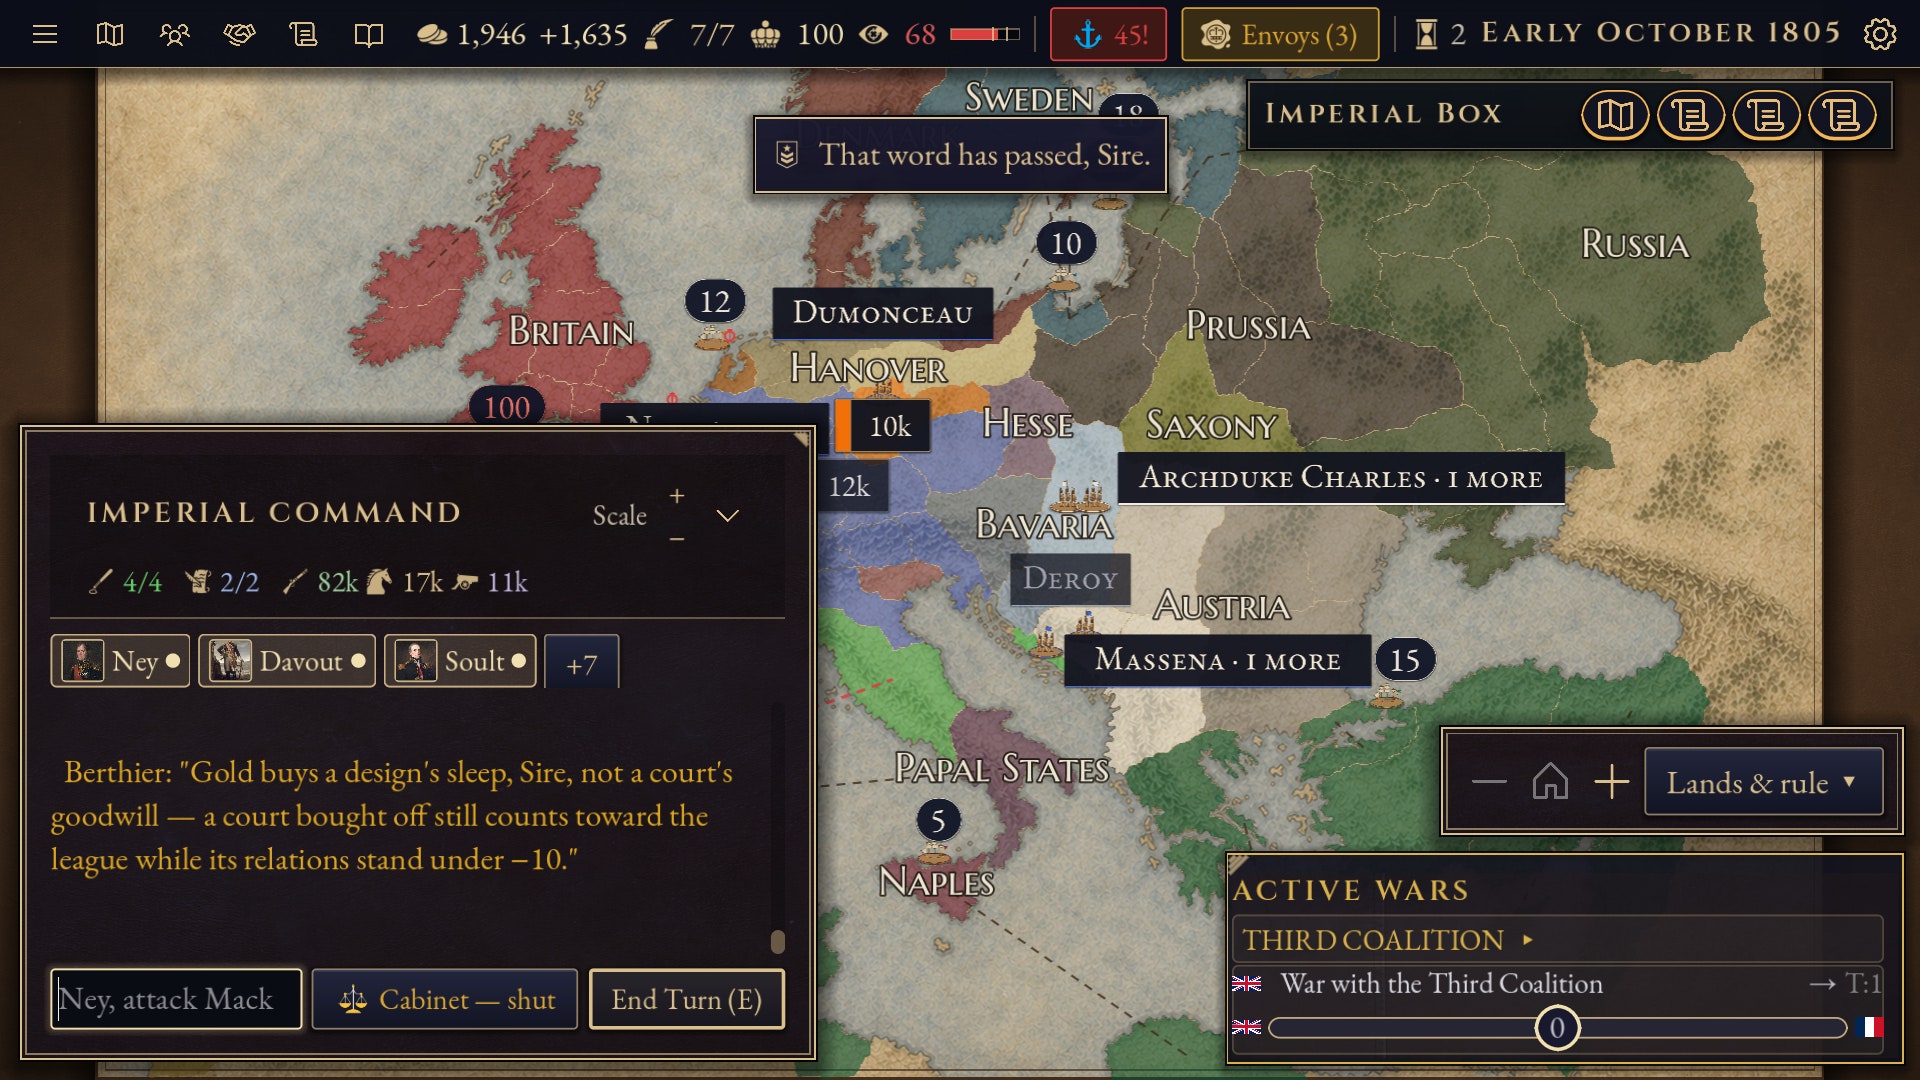 1,946 +1,635 7/7 100 68 45! Envoys (3) 2 EARLY OCTOBER 1805
SWEDEN
IMPERIAL BOX
That word has passed, Sire.
10
RUSSIA
12
DUMONCEAU
BRITAIN
PRUSSIA
HANOVER
100
10k
HESSE
SAXONY
ARCHDUKE CHARLES · 1 MORE
12k
BAVARIA
DEROY
AUSTRIA
MASSENA · 1 MORE
15
PAPAL STATES
5
NAPLES
IMPERIAL COMMAND
Scale + −
4/4 2/2 82k 17k 11k
Ney Davout Soult +7
Berthier: "Gold buys a design's sleep, Sire, not a court's
goodwill — a court bought off still counts toward the
league while its relations stand under −10."
Ney, attack Mack
Cabinet — shut
End Turn (E)
Lands & rule
ACTIVE WARS
THIRD COALITION
War with the Third Coalition → T:1
0